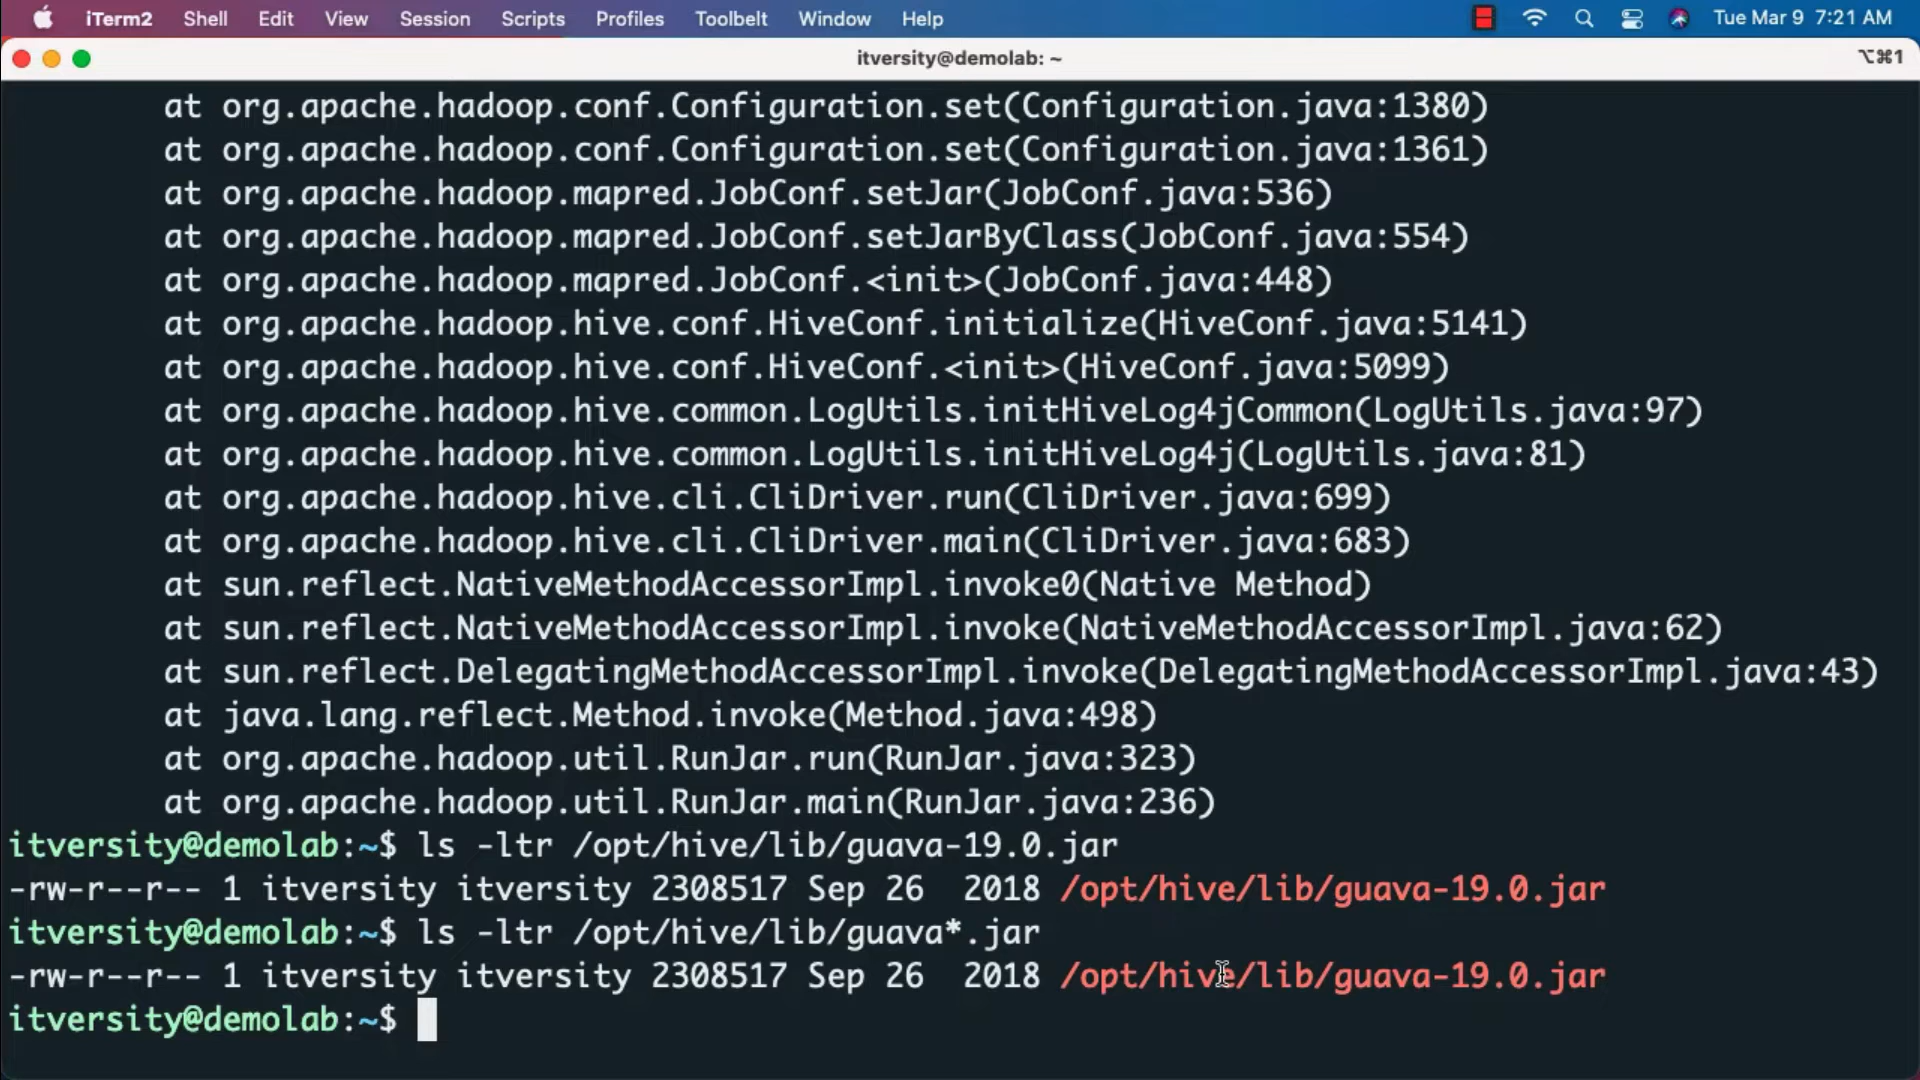 iTerm2 Shell Edit View Session Scripts Profiles Toolbelt Window Help Tue Mar 9 7:21 AM
itversity@demolab: ~ ⌥⌘1
at org.apache.hadoop.conf.Configuration.set(Configuration.java:1380)
at org.apache.hadoop.conf.Configuration.set(Configuration.java:1361)
at org.apache.hadoop.mapred.JobConf.setJar(JobConf.java:536)
at org.apache.hadoop.mapred.JobConf.setJarByClass(JobConf.java:554)
at org.apache.hadoop.mapred.JobConf.<init>(JobConf.java:448)
at org.apache.hadoop.hive.conf.HiveConf.initialize(HiveConf.java:5141)
at org.apache.hadoop.hive.conf.HiveConf.<init>(HiveConf.java:5099)
at org.apache.hadoop.hive.common.LogUtils.initHiveLog4jCommon(LogUtils.java:97)
at org.apache.hadoop.hive.common.LogUtils.initHiveLog4j(LogUtils.java:81)
at org.apache.hadoop.hive.cli.CliDriver.run(CliDriver.java:699)
at org.apache.hadoop.hive.cli.CliDriver.main(CliDriver.java:683)
at sun.reflect.NativeMethodAccessorImpl.invoke0(Native Method)
at sun.reflect.NativeMethodAccessorImpl.invoke(NativeMethodAccessorImpl.java:62)
at sun.reflect.DelegatingMethodAccessorImpl.invoke(DelegatingMethodAccessorImpl.java:43)
at java.lang.reflect.Method.invoke(Method.java:498)
at org.apache.hadoop.util.RunJar.run(RunJar.java:323)
at org.apache.hadoop.util.RunJar.main(RunJar.java:236)
itversity@demolab:~$ ls -ltr /opt/hive/lib/guava-19.0.jar
-rw-r--r-- 1 itversity itversity 2308517 Sep 26  2018 /opt/hive/lib/guava-19.0.jar
itversity@demolab:~$ ls -ltr /opt/hive/lib/guava*.jar
-rw-r--r-- 1 itversity itversity 2308517 Sep 26  2018 /opt/hive/lib/guava-19.0.jar
itversity@demolab:~$